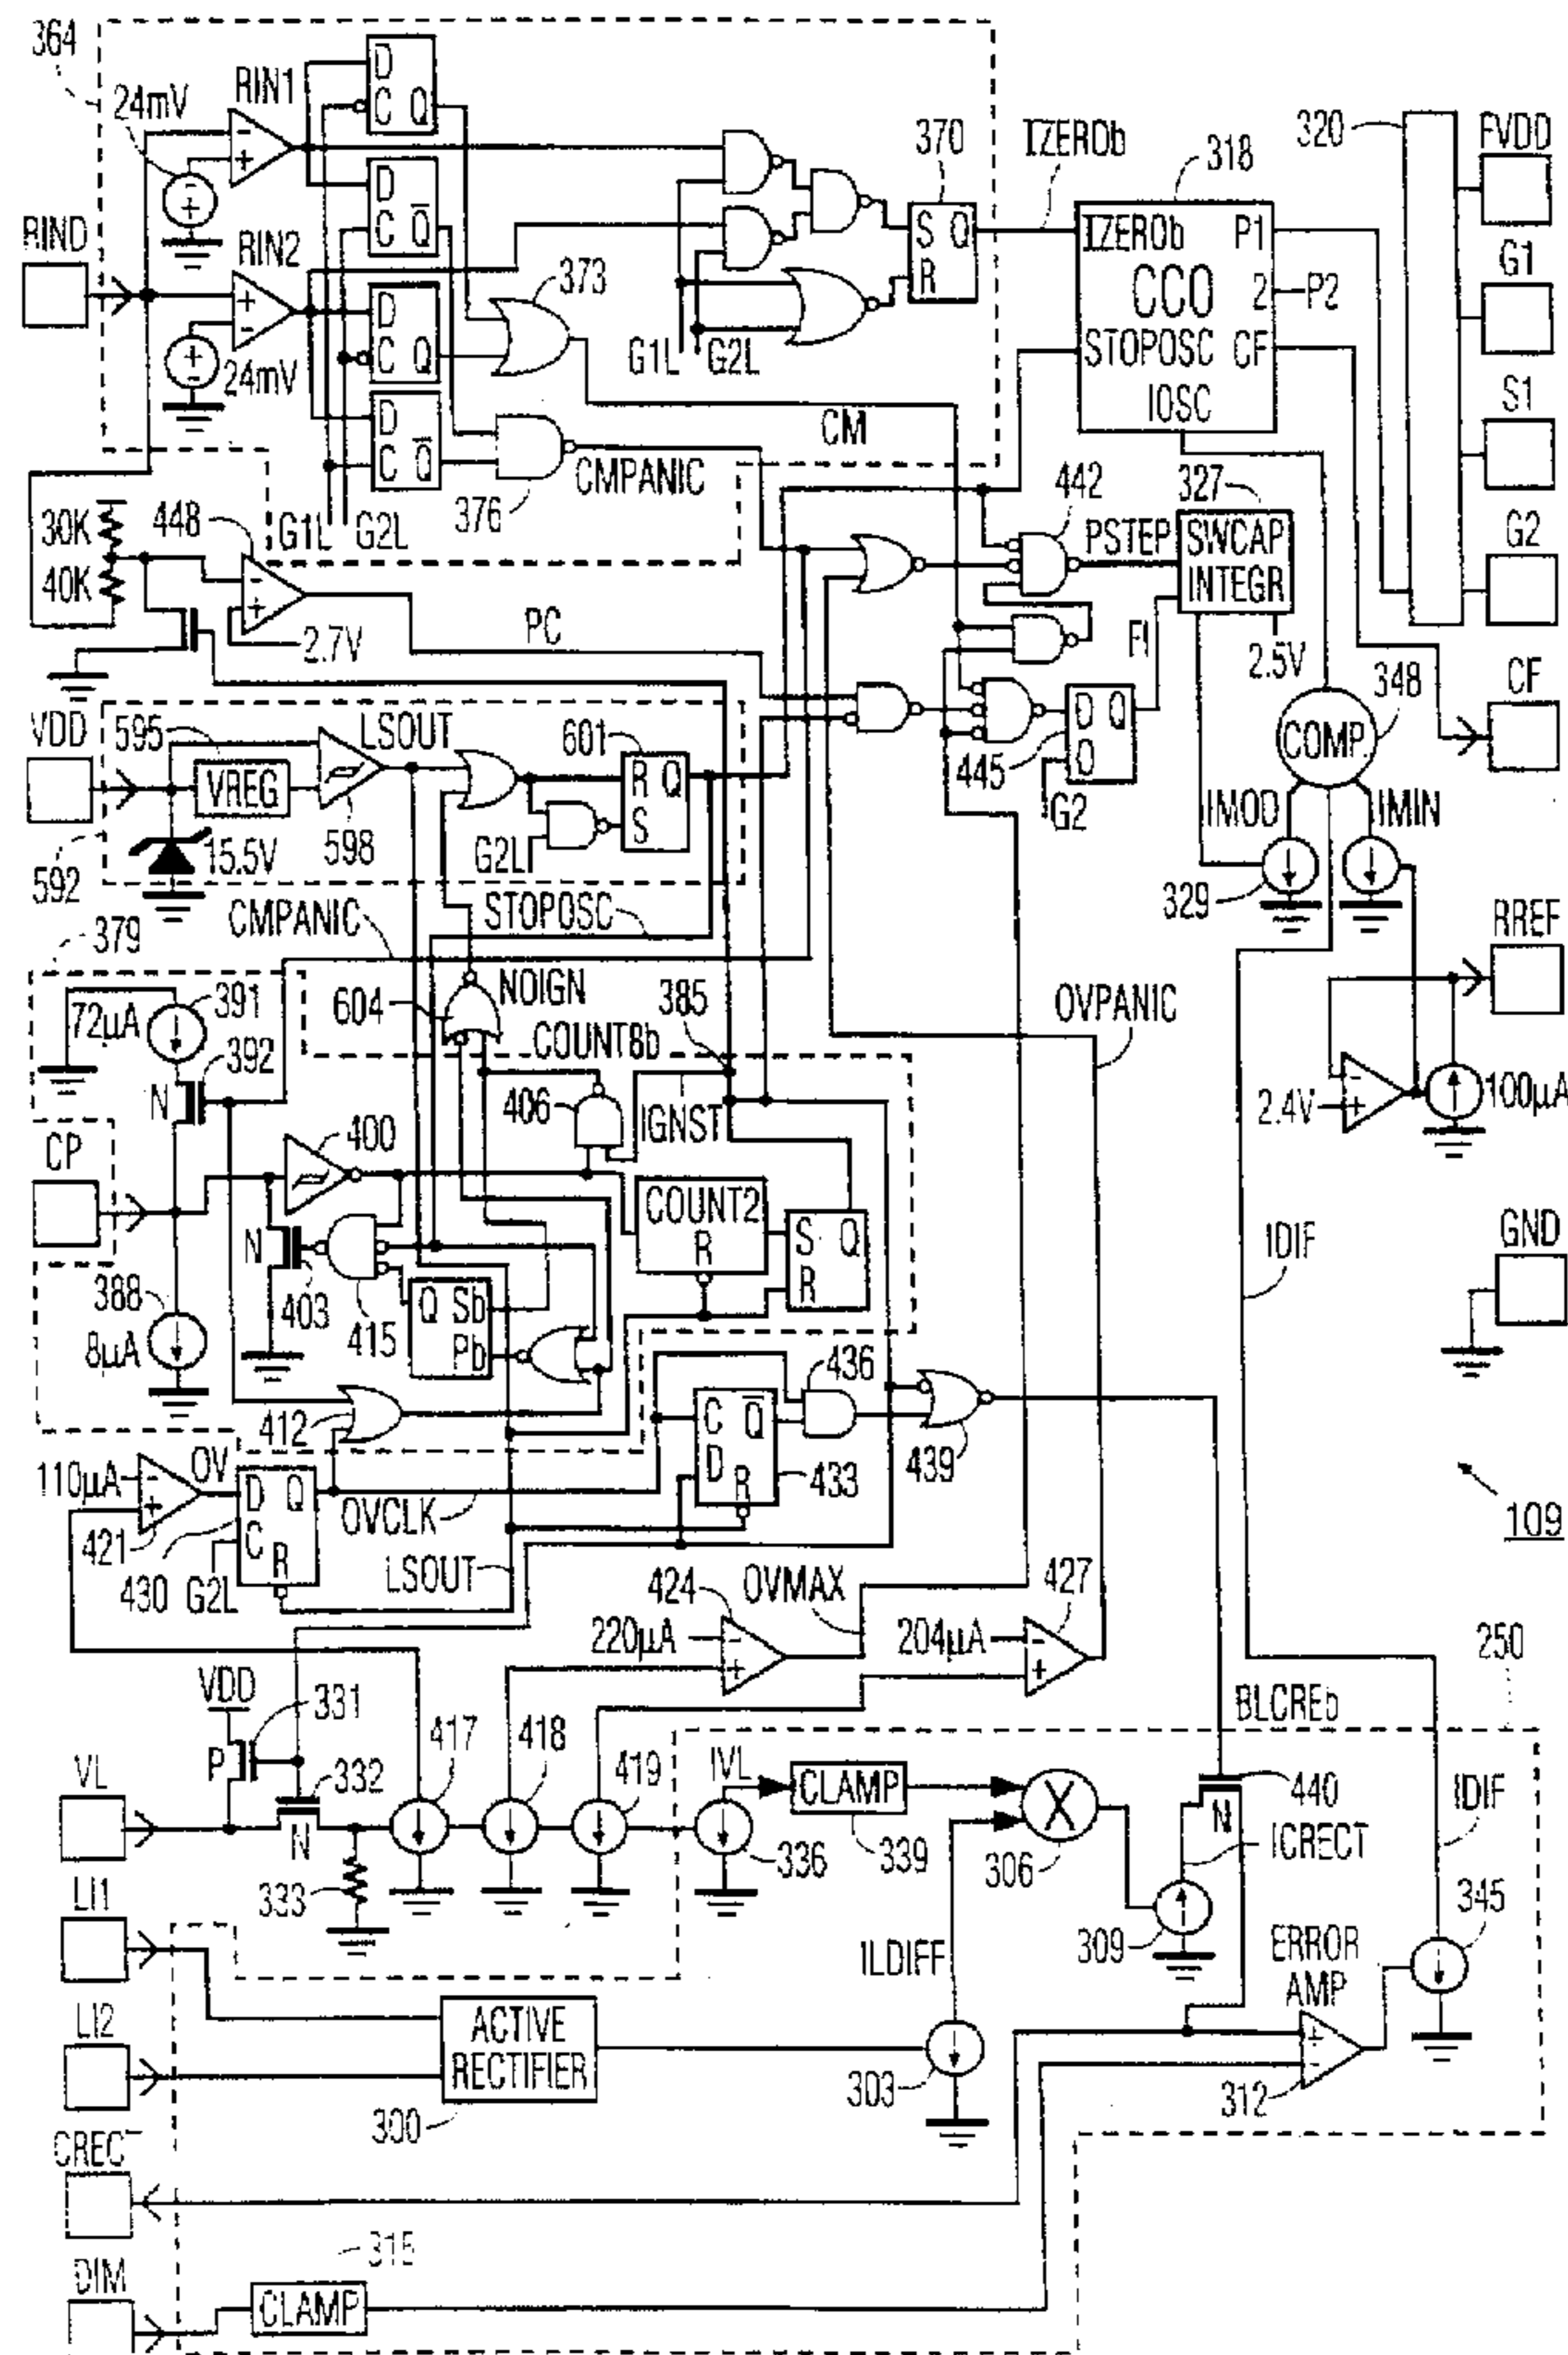 364
24mV
RIN1
D
C Q
D
C Q
370
IZEROb
318
320
PVDD
RIND
RIN2
24mV
D
C Q
373
S Q
R
G1L G2L
IZEROb P1
CCO
2 P2
STOPOSC CF
IOSC
G1
D
C Q
CM
CMPANIC
376
G1L G2L
S1
30K
40K
448
2.7V
PC
442
PSTEP
327
SWCAP
INTEGR
2.5V
FI
G2
VDD
595
VREG
LSOUT
598
15.5V
592
G2L
601
R Q
S
445
D Q
G2
COMP.
348
CF
IMOD
IMIN
329
CMPANIC
STOPOSC
379
72µA
391
392
N
604
NOIGN
385
COUNT8b
OVPANIC
RREF
2.4V
100µA
CP
400
406
IGNST
N
403
415
COUNT2
R
S Q
R
Q Sb
388
8µA
412
IDIF
GND
436
C Q
D
R
433
439
110µA
OV
421
D Q
C
R
430
G2L
OVCLK
LSOUT
109
424
OVMAX
220µA
204µA
427
250
VDD
331
P
VL
332
N
333
417
418
419
IVL
CLAMP
336
339
X
306
BLCREb
440
N
ICRECT
309
IDIF
LI1
LI2
ACTIVE
RECTIFIER
300
ILDIFF
303
ERROR
AMP
312
345
DIM
CLAMP